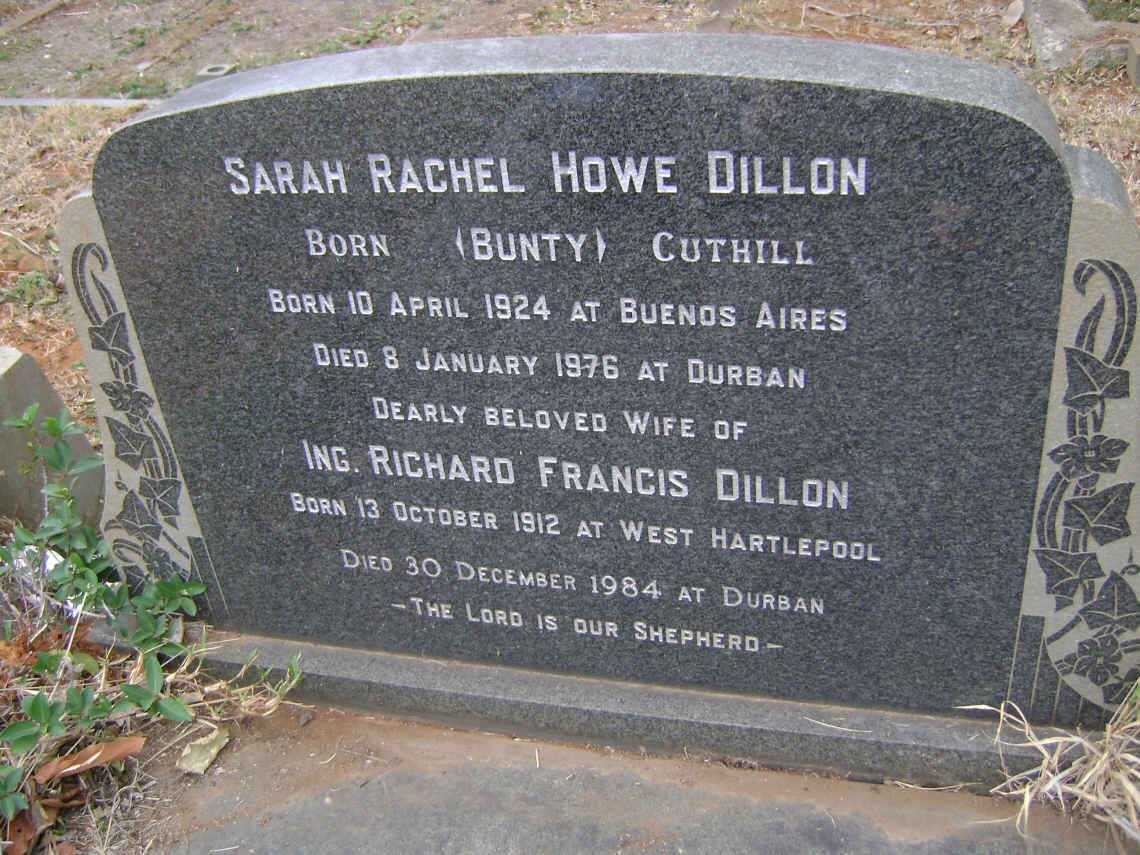 SARAH RACHEL HOWE DILLON
BORN (BUNTY) CUTHILL
BORN 10 APRIL 1924 AT BUENOS AIRES
DIED 8 JANUARY 1976 AT DURBAN
DEARLY BELOVED WIFE OF
ING. RICHARD FRANCIS DILLON
BORN 13 OCTOBER 1912 AT WEST HARTLEPOOL
DIED 30 DECEMBER 1984 AT DURBAN
– THE LORD IS OUR SHEPHERD –